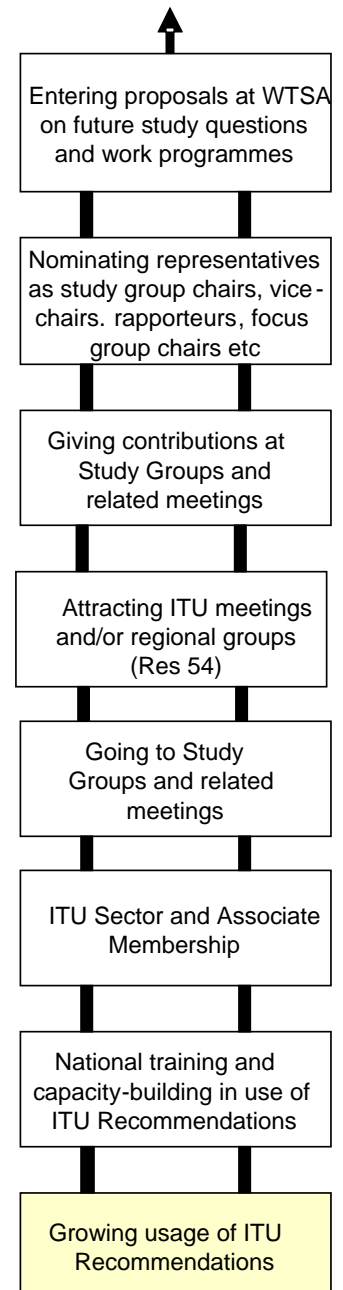 Entering proposals at WTSA
on future study questions
and work programmes
Nominating representatives
as study group chairs, vice-
chairs. rapporteurs, focus
group chairs etc
Giving contributions at
Study Groups and
related meetings
Attracting ITU meetings
and/or regional groups
(Res 54)
Going to Study
Groups and related
meetings
ITU Sector and Associate
Membership
National training and
capacity-building in use of
ITU Recommendations
Growing usage of ITU
Recommendations